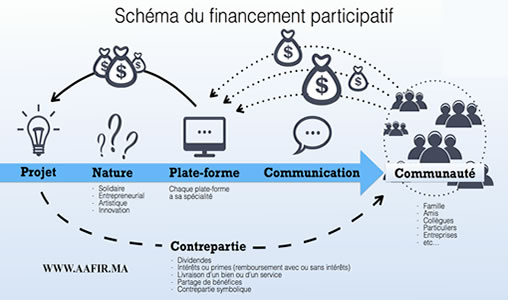 Schéma du financement participatif
$
$
$
$
$
$
Projet
Nature
Plate-forme
Communication
Communauté
- Solidaire
- Entrepreneurial
- Artistique
- Innovation
Chaque plate-forme
a sa spécialité
- Famille
- Amis
- Collègues
- Particuliers
- Entreprises
- etc...
Contrepartie
- Dividendes
- Intérêts ou primes (remboursement avec ou sans intérêts)
- Livraison d'un bien ou d'un service
- Partage de bénéfices
- Contrepartie symbolique
WWW.AAFIR.MA